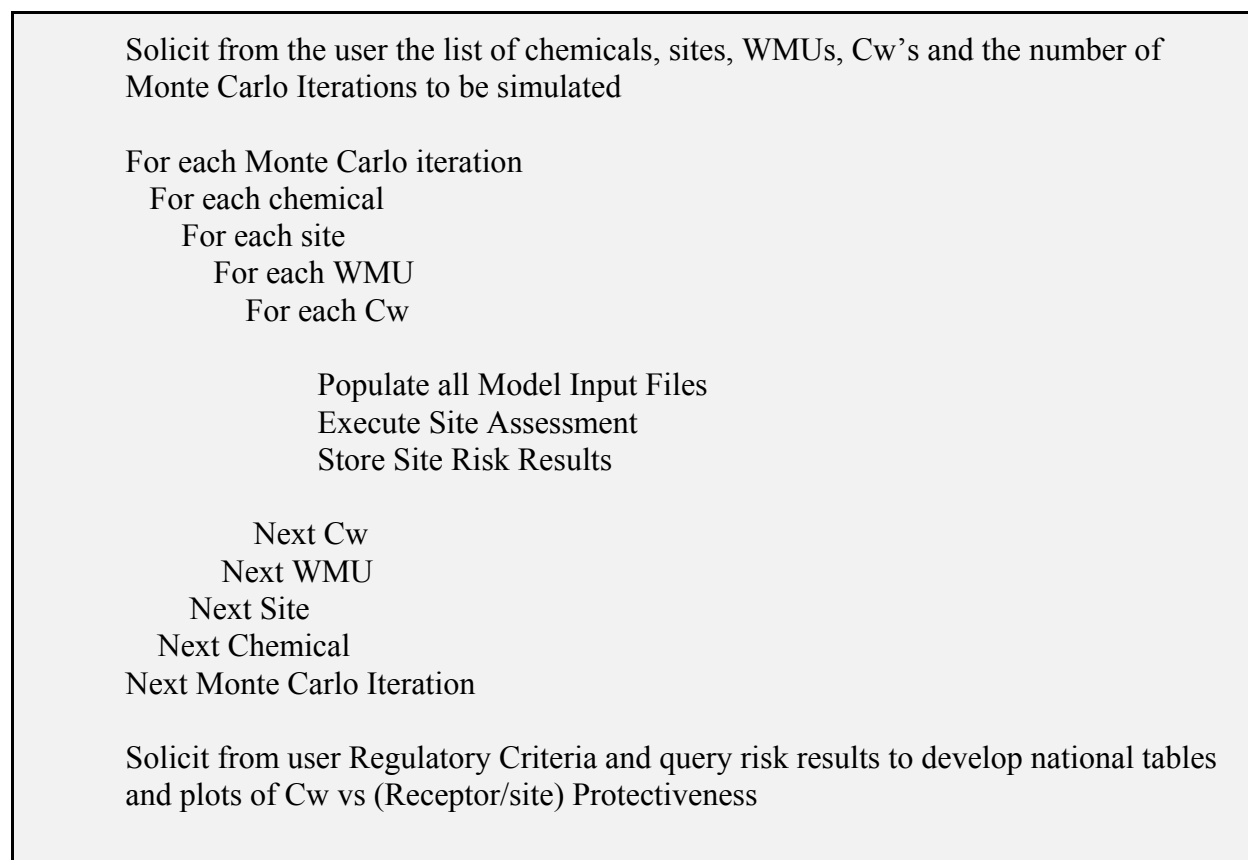 Solicit from the user the list of chemicals, sites, WMUs, Cw’s and the number of
Monte Carlo Iterations to be simulated
For each Monte Carlo iteration
For each chemical
For each site
For each WMU
For each Cw
Populate all Model Input Files
Execute Site Assessment
Store Site Risk Results
Next Cw
Next WMU
Next Site
Next Chemical
Next Monte Carlo Iteration
Solicit from user Regulatory Criteria and query risk results to develop national tables
and plots of Cw vs (Receptor/site) Protectiveness